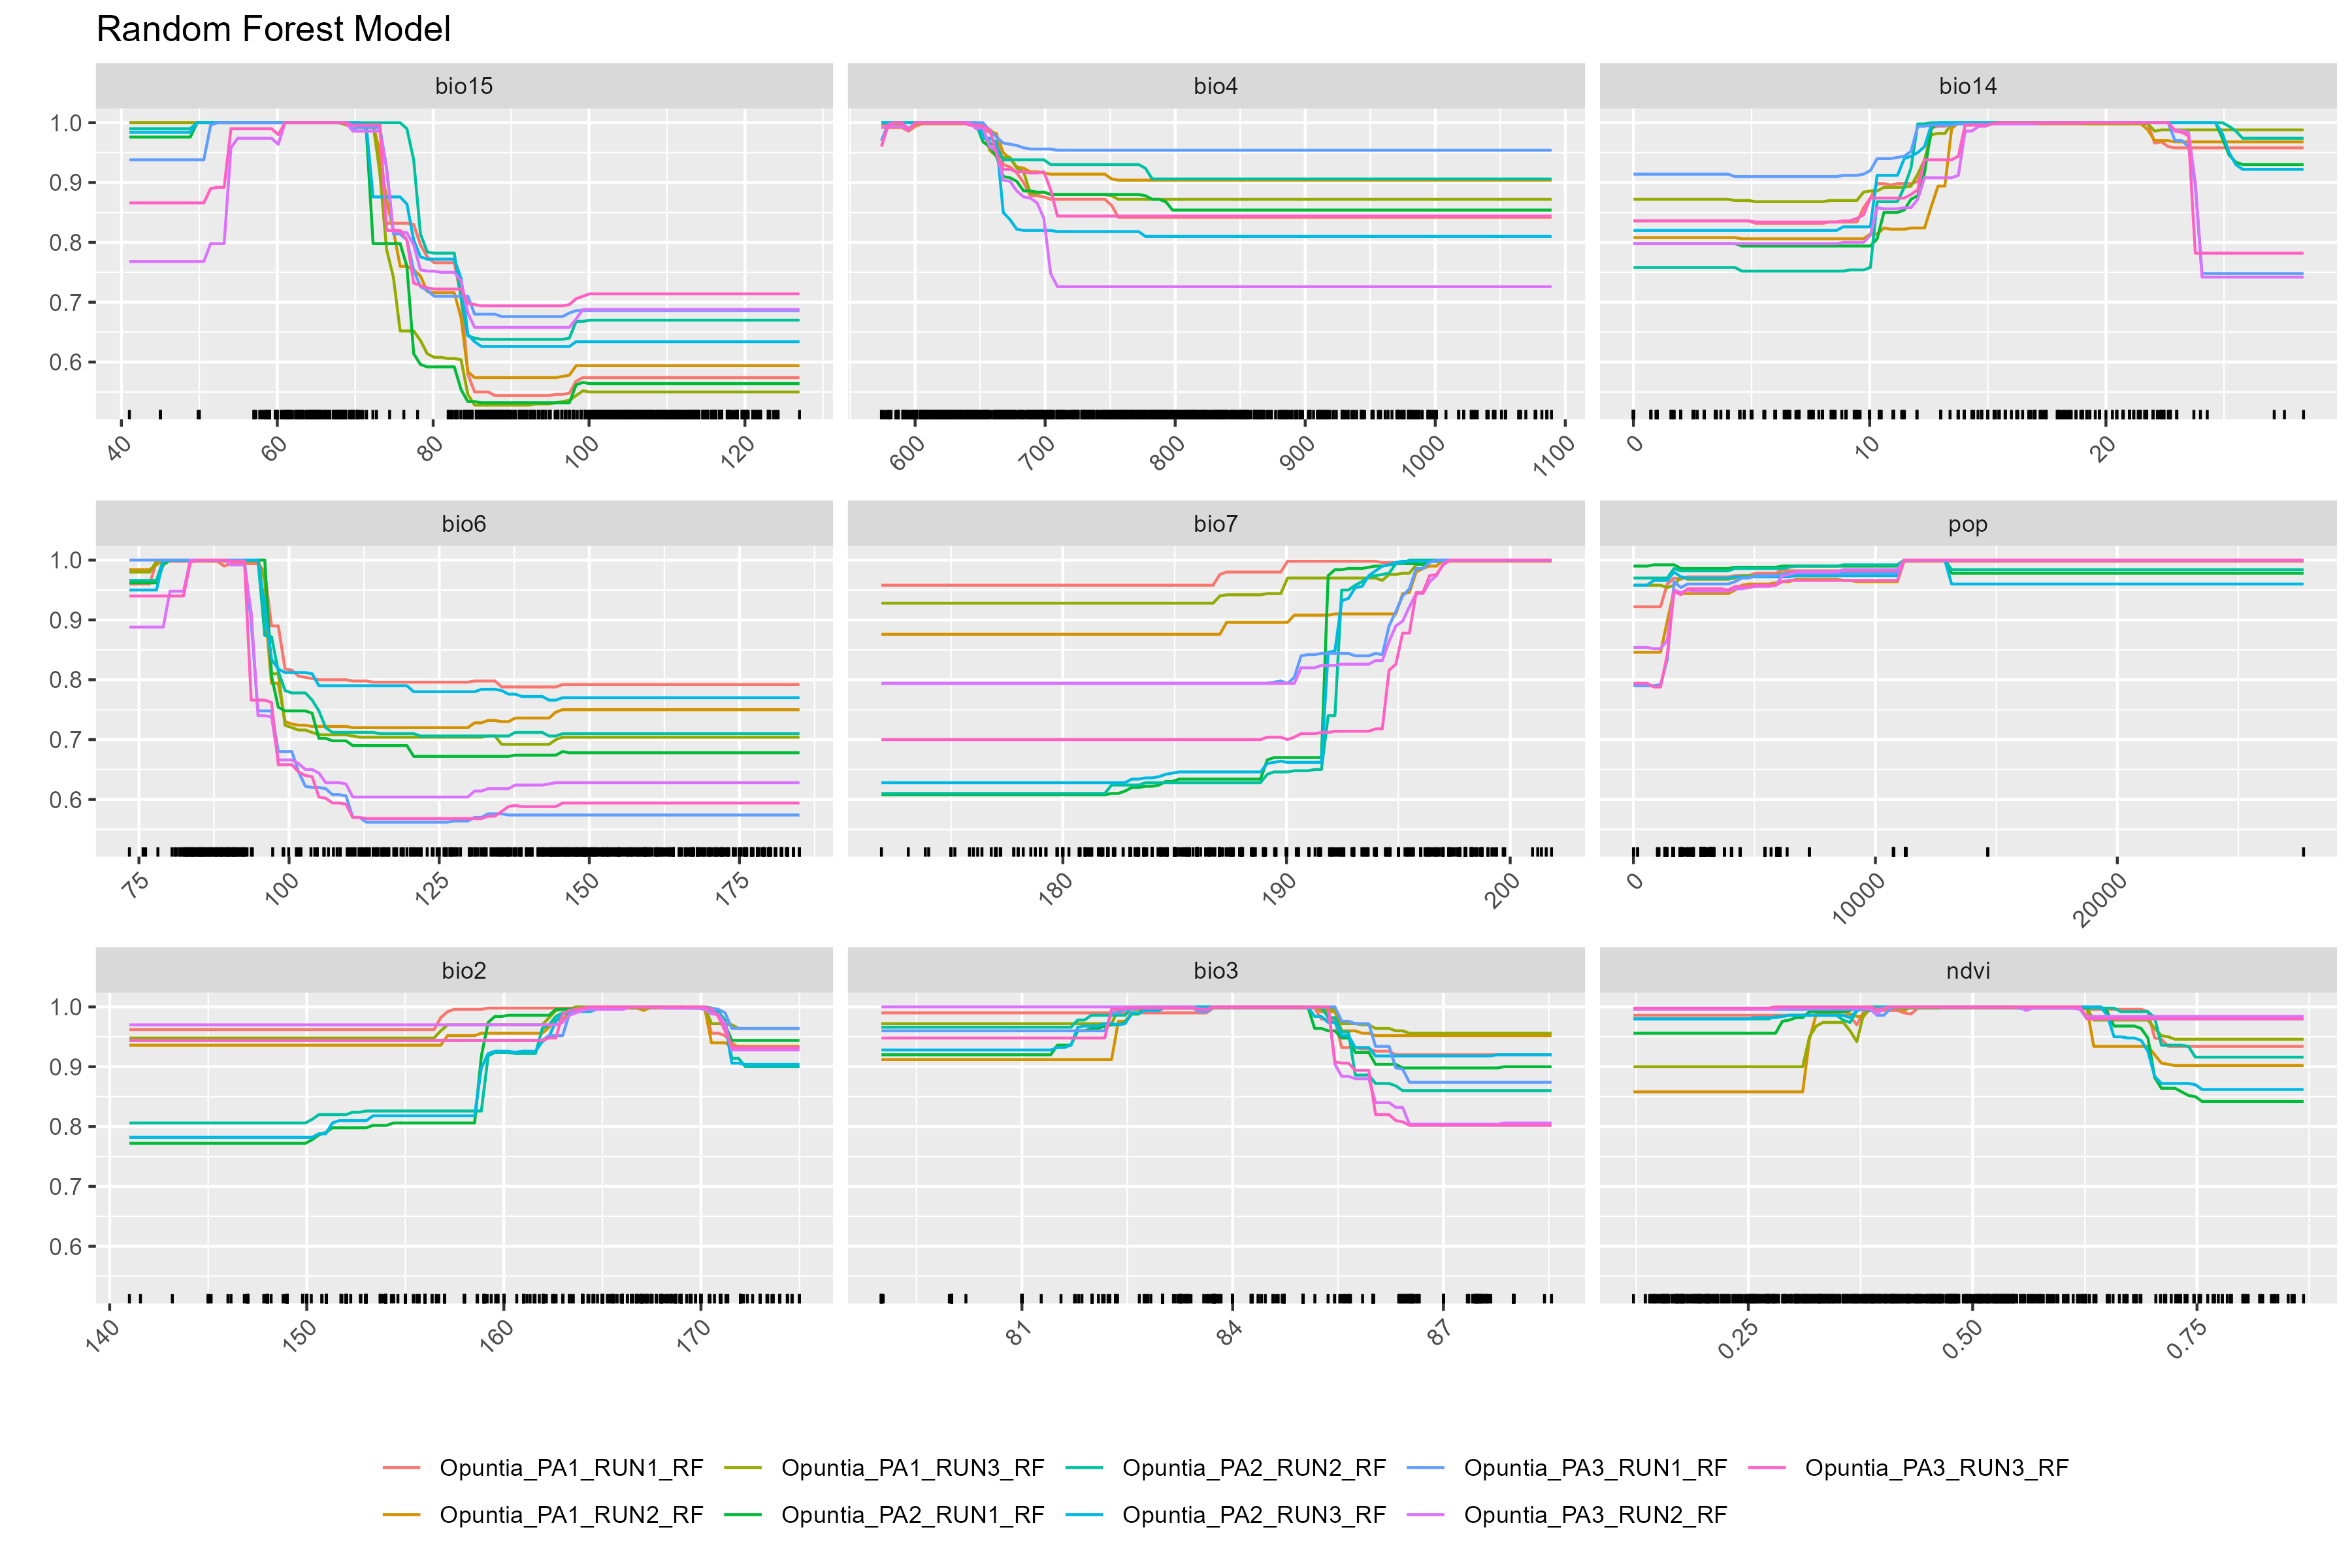 Random Forest Model
bio15 bio4 bio14
1.0
0.9
0.8
0.7
0.6
40 60 80 100 120 600 700 800 900 1000 1100 0 10 20
bio6 bio7 pop
1.0
0.9
0.8
0.7
0.6
75 100 125 150 175 180 190 200 0 10000 20000
bio2 bio3 ndvi
1.0
0.9
0.8
0.7
0.6
140 150 160 170 81 84 87 0.25 0.50 0.75
Opuntia_PA1_RUN1_RF Opuntia_PA1_RUN3_RF Opuntia_PA2_RUN2_RF Opuntia_PA3_RUN1_RF Opuntia_PA3_RUN3_RF
Opuntia_PA1_RUN2_RF Opuntia_PA2_RUN1_RF Opuntia_PA2_RUN3_RF Opuntia_PA3_RUN2_RF